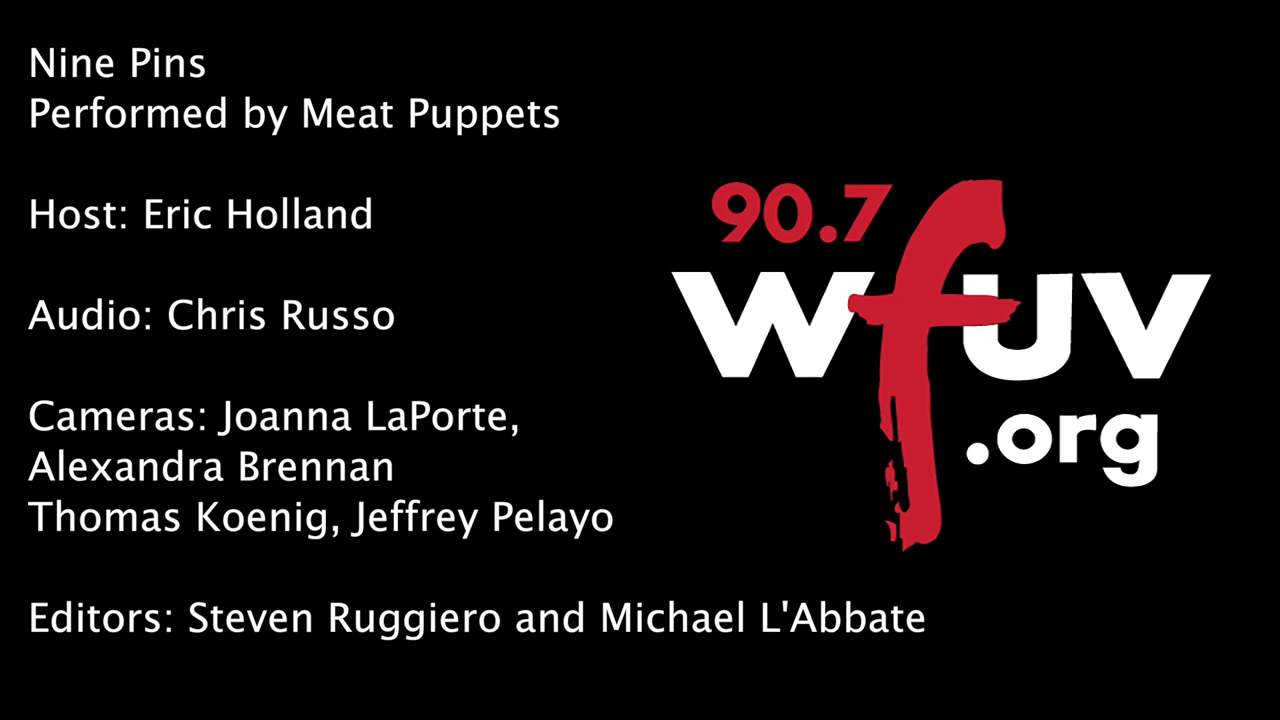 Nine Pins
Performed by Meat Puppets
Host: Eric Holland
Audio: Chris Russo
Cameras: Joanna LaPorte,
Alexandra Brennan
Thomas Koenig, Jeffrey Pelayo
Editors: Steven Ruggiero and Michael L'Abbate
90.7
wfuv
.org